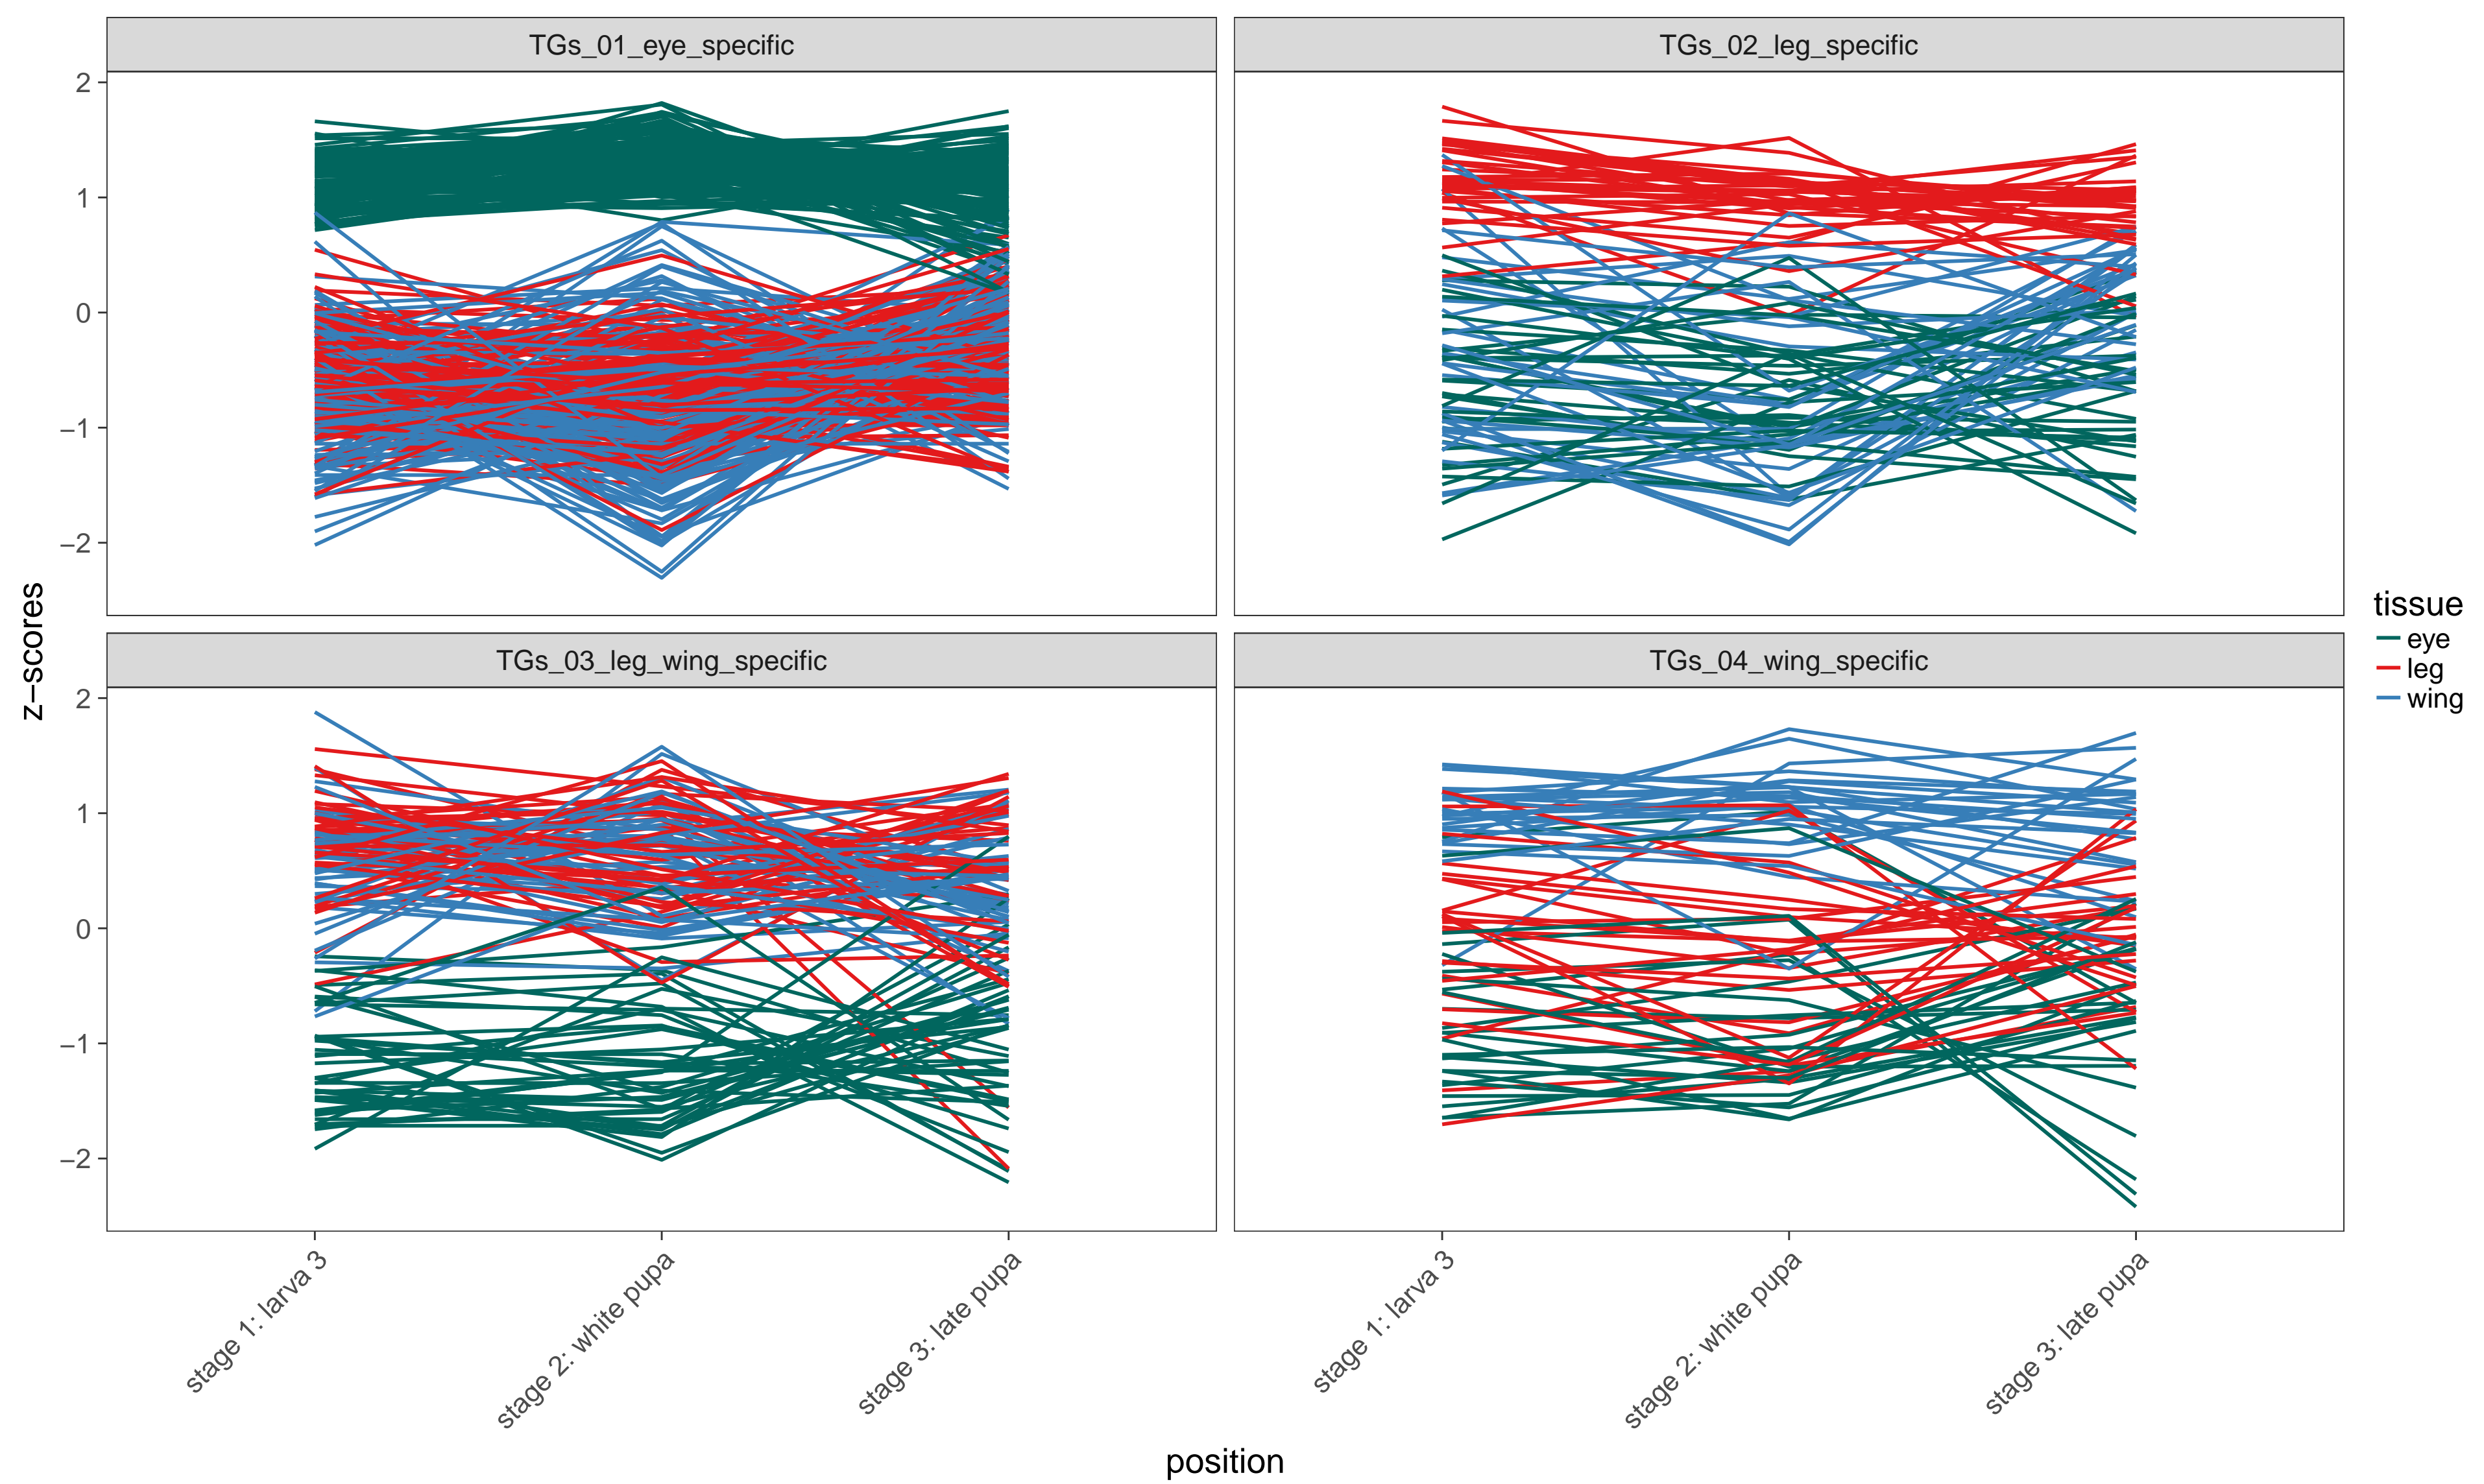 TGs_01_eye_specific
TGs_02_leg_specific
2
1
0
−1
−2
z−scores
TGs_03_leg_wing_specific
TGs_04_wing_specific
2
1
0
−1
−2
tissue
eye
leg
wing
stage 1: larva 3
stage 2: white pupa
stage 3: late pupa
stage 1: larva 3
stage 2: white pupa
stage 3: late pupa
position